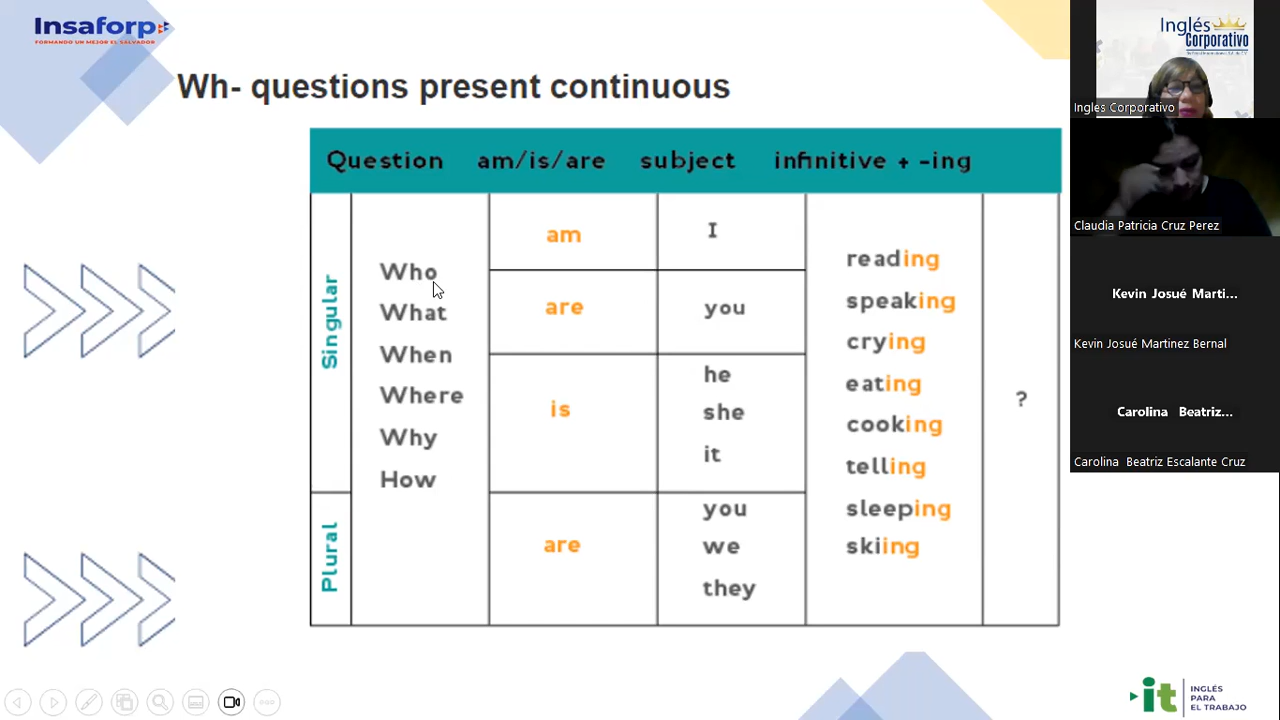 Insaforp
FORMANDO UN MEJOR EL SALVADOR
Wh- questions present continuous
Question am/is/are subject infinitive + -ing
Singular
Who
What
When
Where
Why
How
am
are
is
I
you
he
she
it
reading
speaking
crying
eating
cooking
telling
sleeping
skiing
?
Plural
are
you
we
they
it
INGLÉS
PARA
EL TRABAJO
Inglés
Corporativo
Ingles Corporativo
Claudia Patricia Cruz Perez
Kevin Josué Marti...
Kevin Josué Martinez Bernal
Carolina Beatriz...
Carolina Beatriz Escalante Cruz